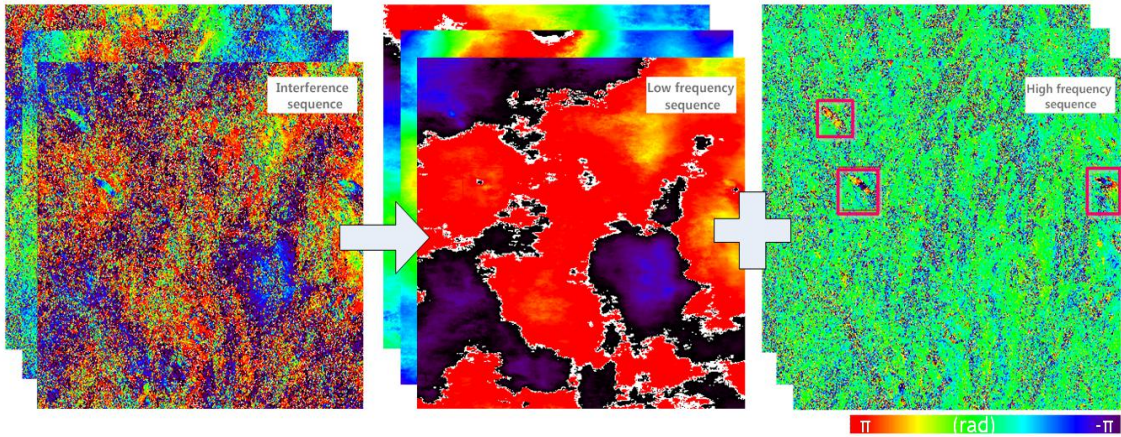 Interference
sequence
Low frequency
sequence
High frequency
sequence
π (rad) -π